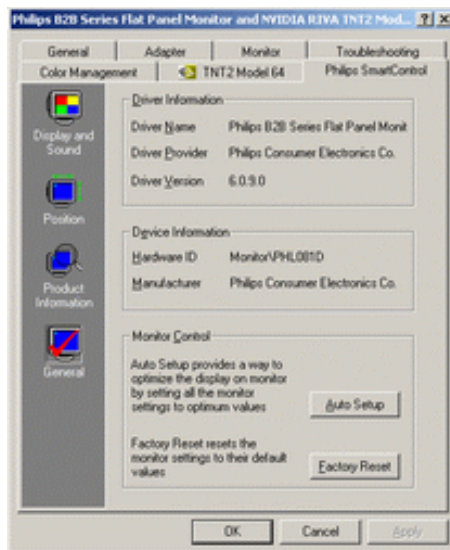 Philips B2B Series Flat Panel Monitor and NVIDIA RIVA TNT2 Mod...
General Adapter Monitor Troubleshooting
Color Management TNT2 Model 64 Philips SmartControl
Display and
Sound
Position
Product
Information
General
Driver Information
Driver Name Philips B2B Series Flat Panel Monit
Driver Provider Philips Consumer Electronics Co.
Driver Version 6.0.9.0
Device Information
Hardware ID Monitor\PHL081D
Manufacturer Philips Consumer Electronics Co.
Monitor Control
Auto Setup provides a way to
optimize the display on monitor
by setting all the monitor
settings to optimum values
Auto Setup
Factory Reset resets the
monitor settings to their default
values
Factory Reset
OK Cancel Apply